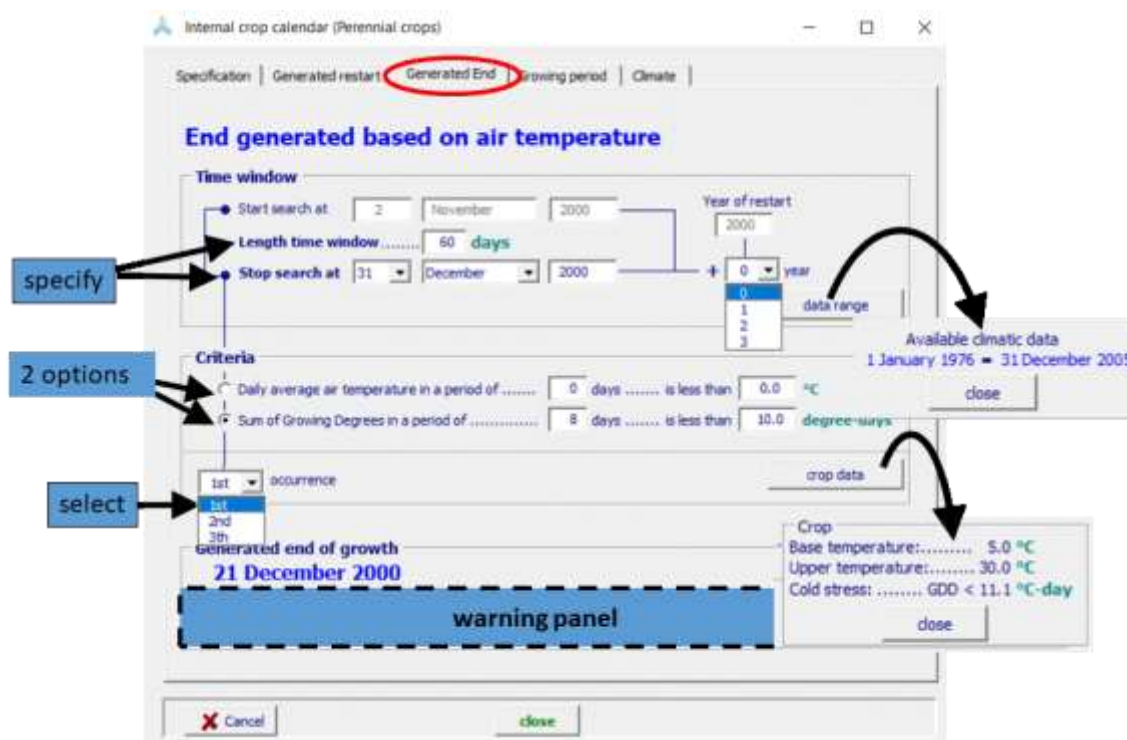 Internal crop calendar (Perennial crops)
Specification | Generated restart Generated End Growing period | Climate |
End generated based on air temperature
Time window
Start search at 2 November 2000
Year of restart
2000
Length time window........ 60 days
specify
Stop search at 31 December 2000 + 0 year
0
1
2
3
data range
Available climatic data
1 January 1976 = 31 December 2005
close
Criteria
2 options
Daily average air temperature in a period of ........ 0 days ....... is less than 0.0 °C
Sum of Growing Degrees in a period of ............... 8 days ....... is less than 10.0 degree-days
1st occurrence
crop data
select
1st
2nd
3th
Generated end of growth
21 December 2000
warning panel
Crop
Base temperature:......... 5.0 °C
Upper temperature:........ 30.0 °C
Cold stress: ........ GDD < 11.1 °C-day
close
Cancel
close